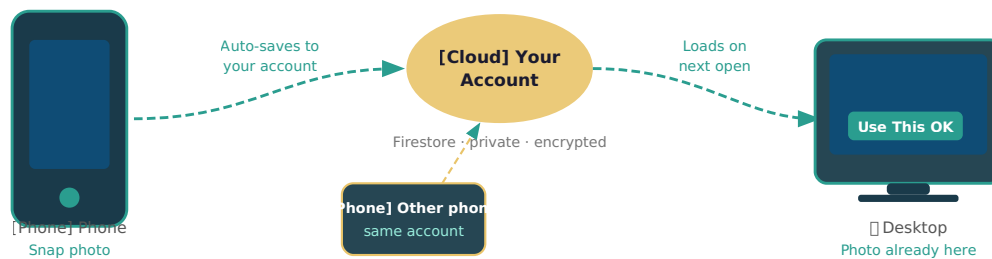 Auto-saves to
your account
[Cloud] Your
Account
Loads on
next open
Use This OK
Firestore · private · encrypted
Phone] Other phon
same account
[Phone] Phone
Snap photo
Desktop
Photo already here